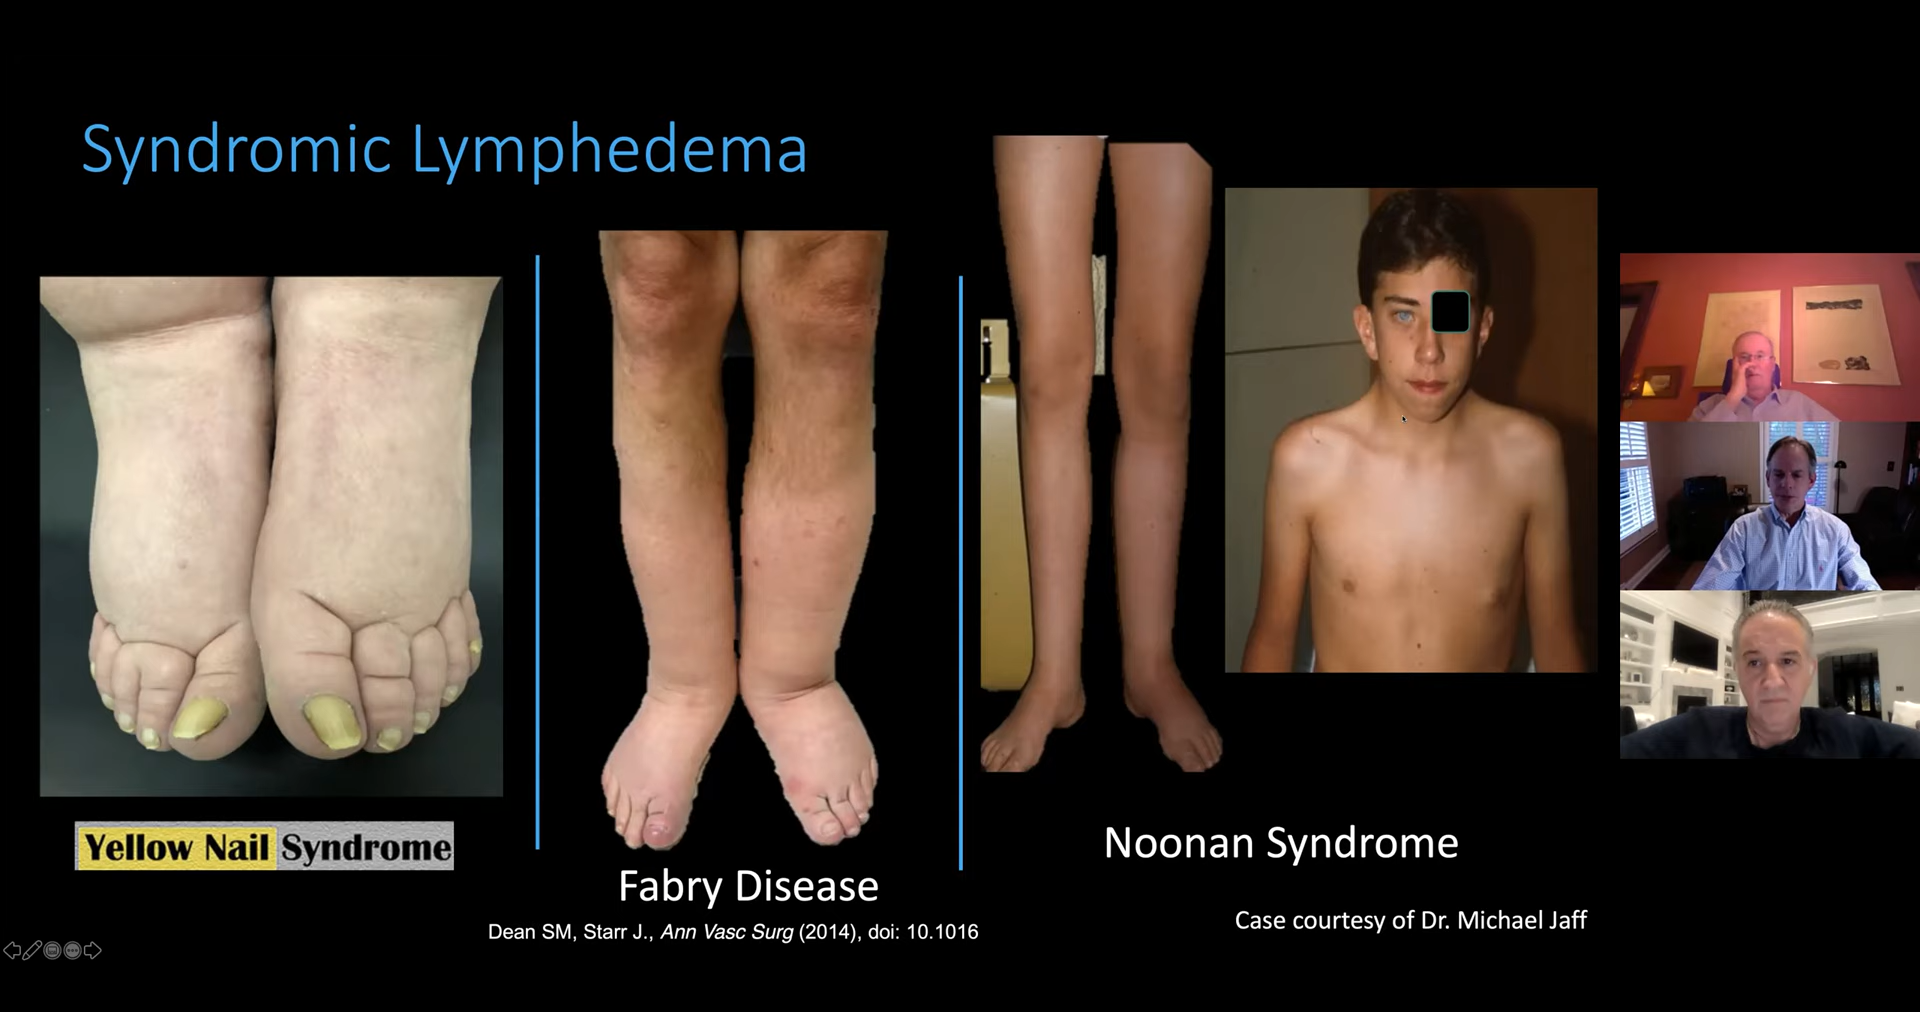 Syndromic Lymphedema
Yellow Nail Syndrome
Fabry Disease
Dean SM, Starr J., Ann Vasc Surg (2014), doi: 10.1016
Noonan Syndrome
Case courtesy of Dr. Michael Jaff